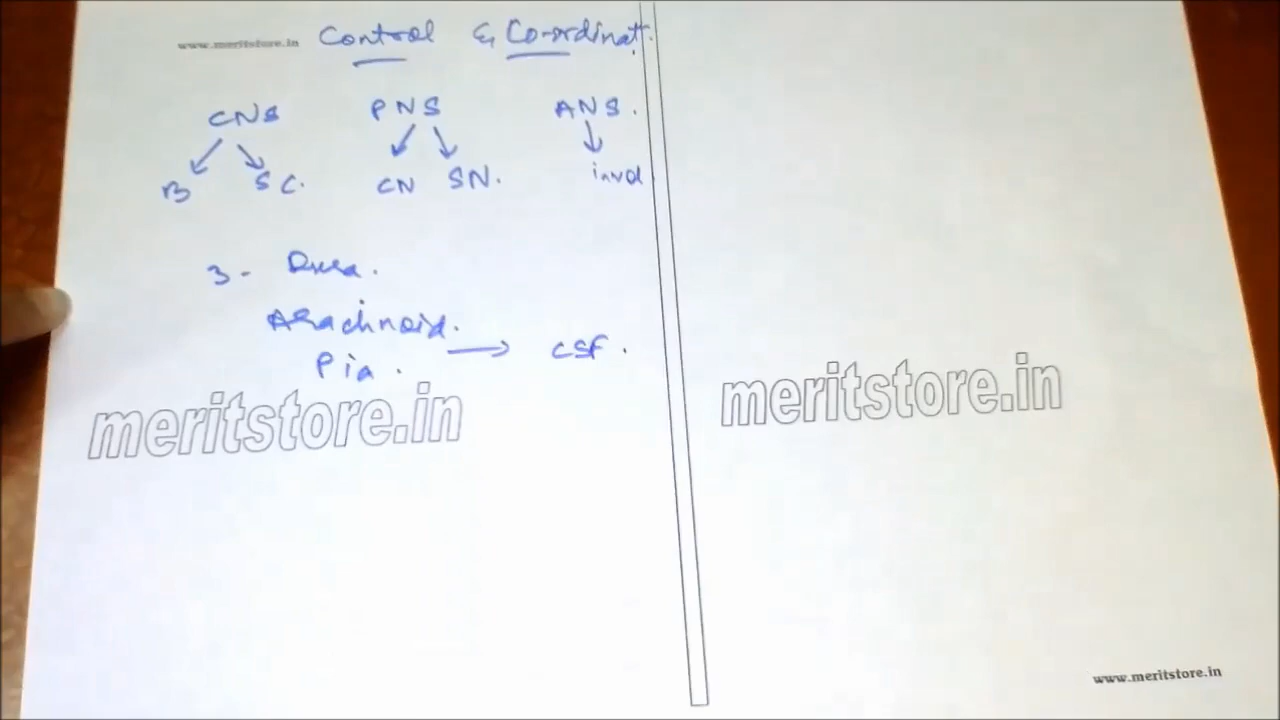 www.meritstore.in Control & Co-ordinatⁿ.
CNS PNS ANS.
B SC. CN SN. invol
3 - Dura.
Arachnoid.
Pia. → CSF.
meritstore.in meritstore.in
www.meritstore.in